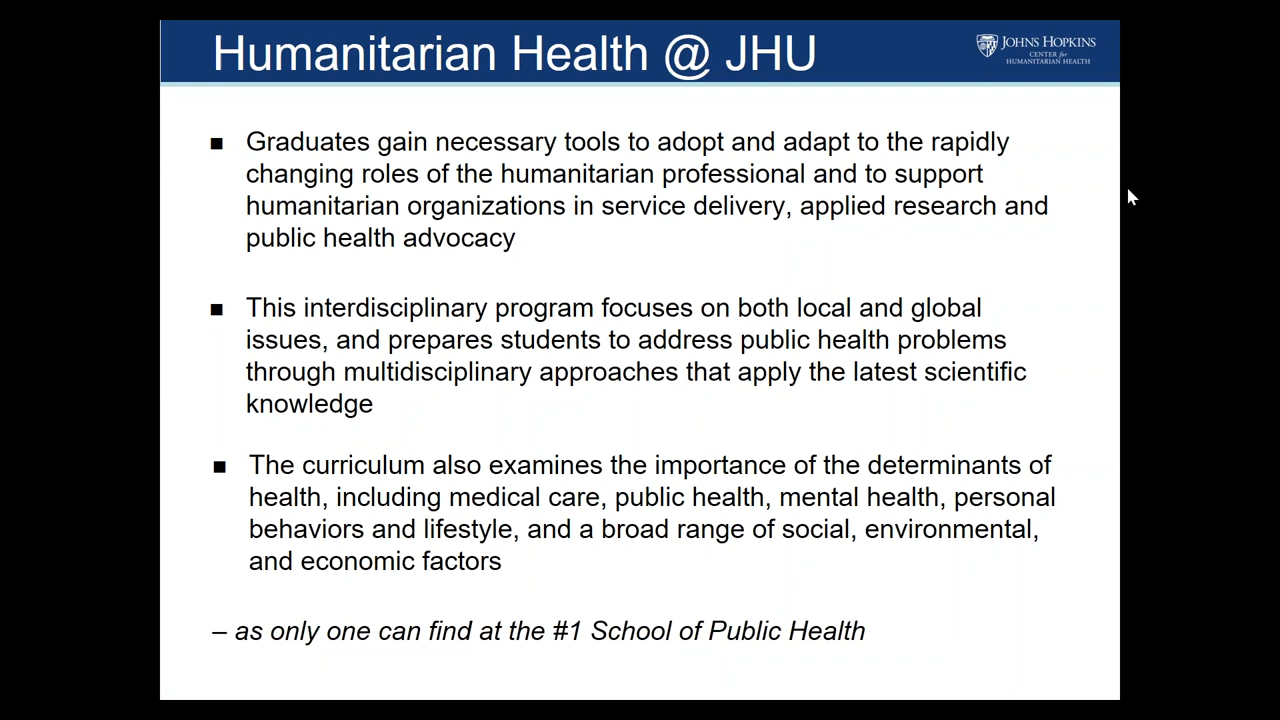 Humanitarian Health @ JHU
JOHNS HOPKINS
CENTER for
HUMANITARIAN HEALTH
■ Graduates gain necessary tools to adopt and adapt to the rapidly
changing roles of the humanitarian professional and to support
humanitarian organizations in service delivery, applied research and
public health advocacy
■ This interdisciplinary program focuses on both local and global
issues, and prepares students to address public health problems
through multidisciplinary approaches that apply the latest scientific
knowledge
■ The curriculum also examines the importance of the determinants of
health, including medical care, public health, mental health, personal
behaviors and lifestyle, and a broad range of social, environmental,
and economic factors
– as only one can find at the #1 School of Public Health